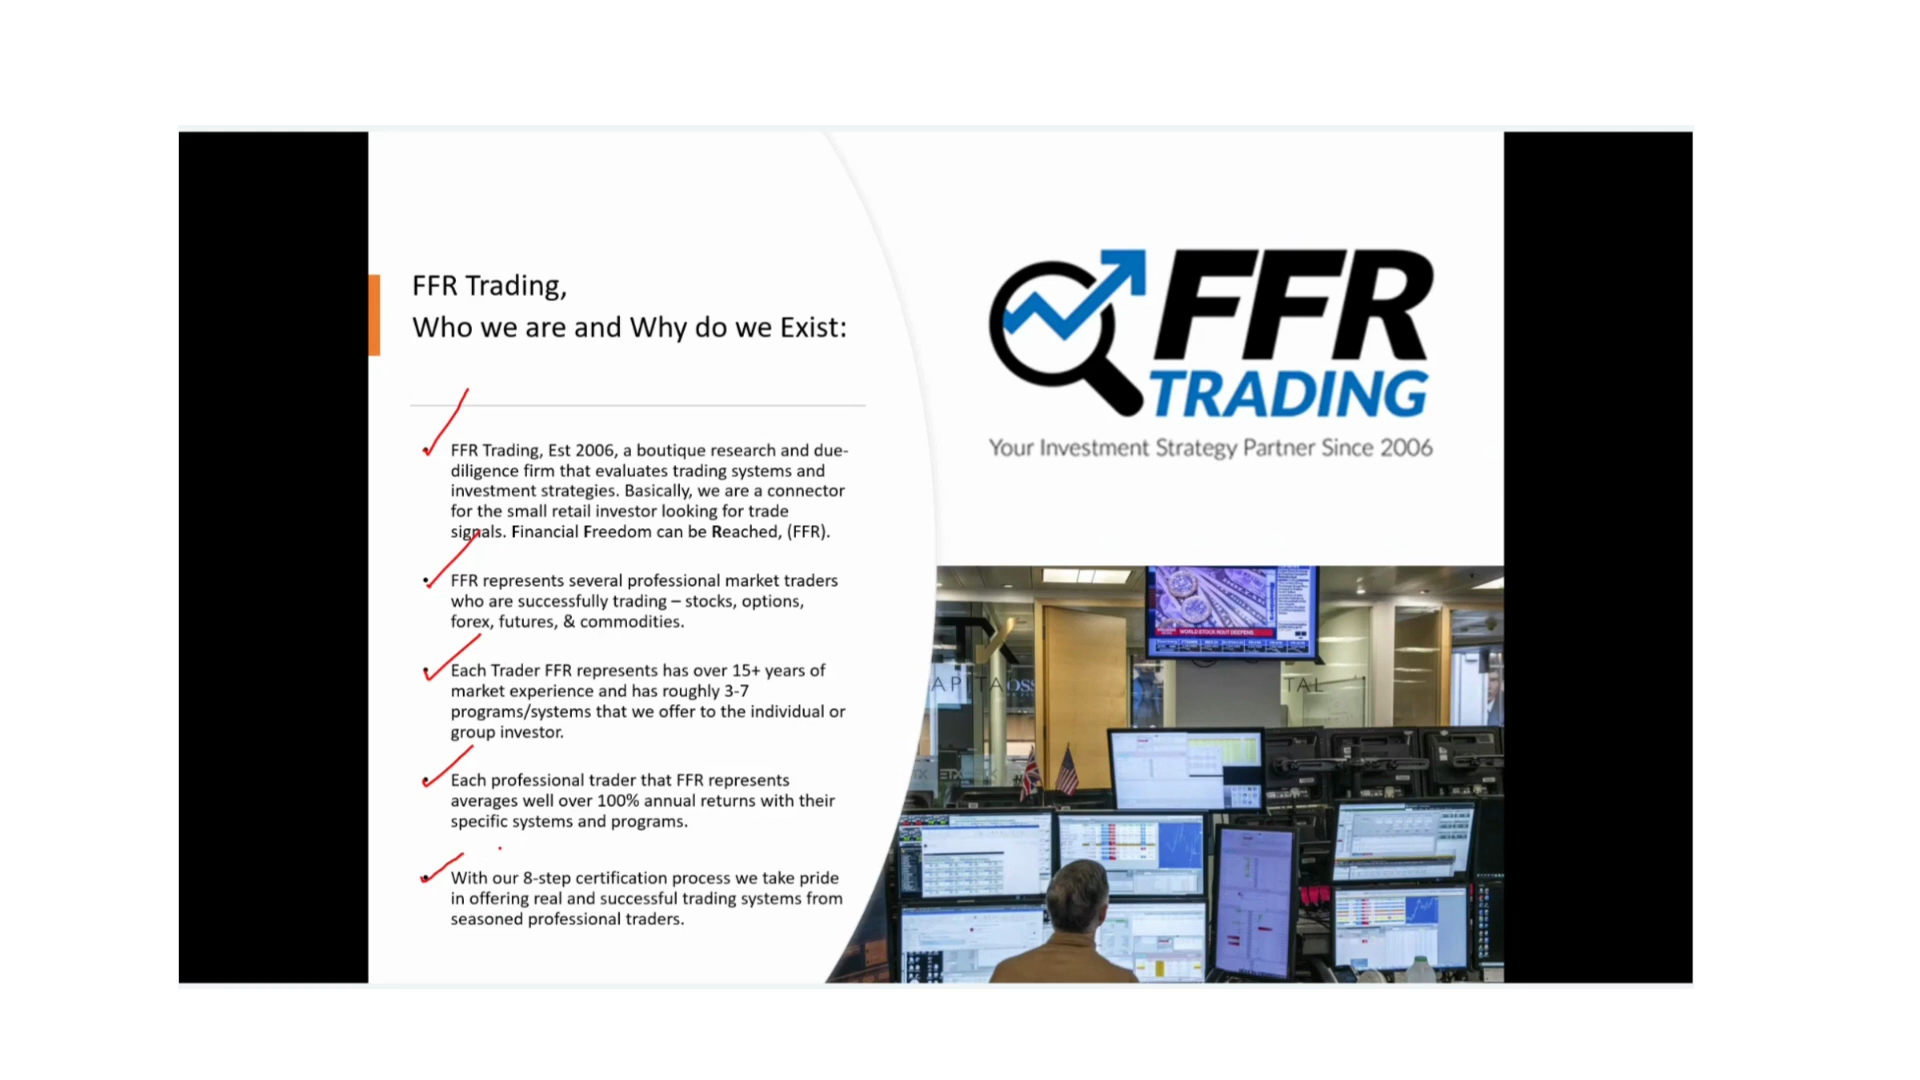 FFR Trading,
Who we are and Why do we Exist:
• FFR Trading, Est 2006, a boutique research and due-
diligence firm that evaluates trading systems and
investment strategies. Basically, we are a connector
for the small retail investor looking for trade
signals. Financial Freedom can be Reached, (FFR).
• FFR represents several professional market traders
who are successfully trading – stocks, options,
forex, futures, & commodities.
• Each Trader FFR represents has over 15+ years of
market experience and has roughly 3-7
programs/systems that we offer to the individual or
group investor.
• Each professional trader that FFR represents
averages well over 100% annual returns with their
specific systems and programs.
• With our 8-step certification process we take pride
in offering real and successful trading systems from
seasoned professional traders.
FFR
TRADING
Your Investment Strategy Partner Since 2006
WORLD STOCK ROUT DEEPENS
TAL
ETX